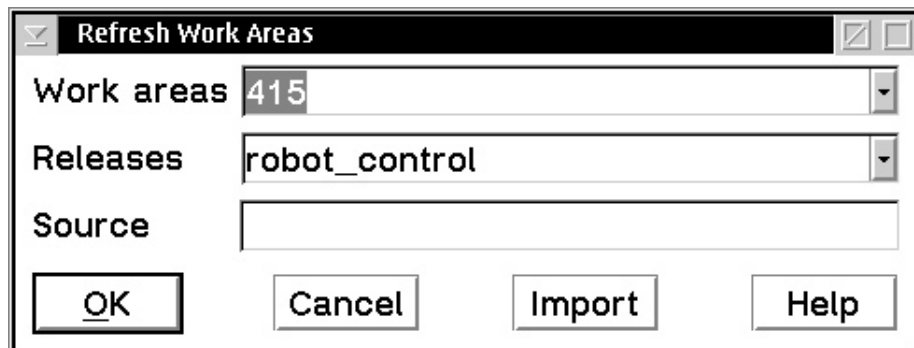 Refresh Work Areas
Work areas 415
Releases robot_control
Source
OK Cancel Import Help